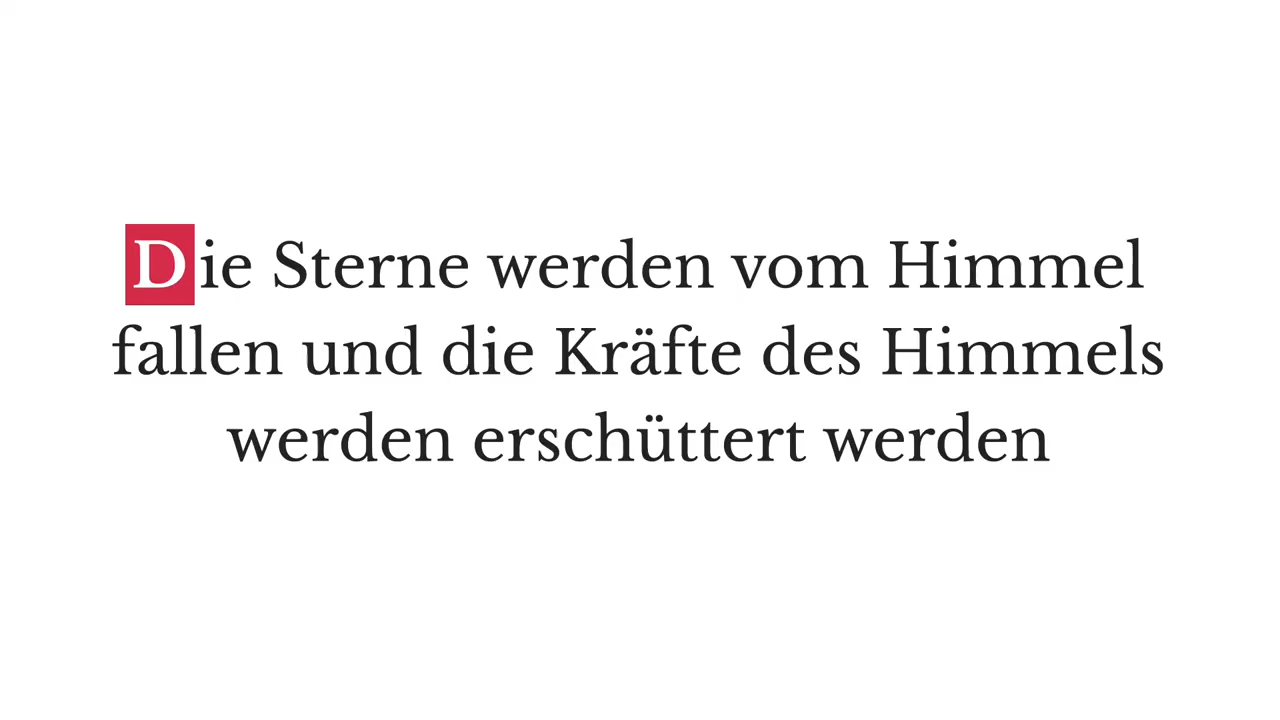 Die Sterne werden vom Himmel
fallen und die Kräfte des Himmels
werden erschüttert werden